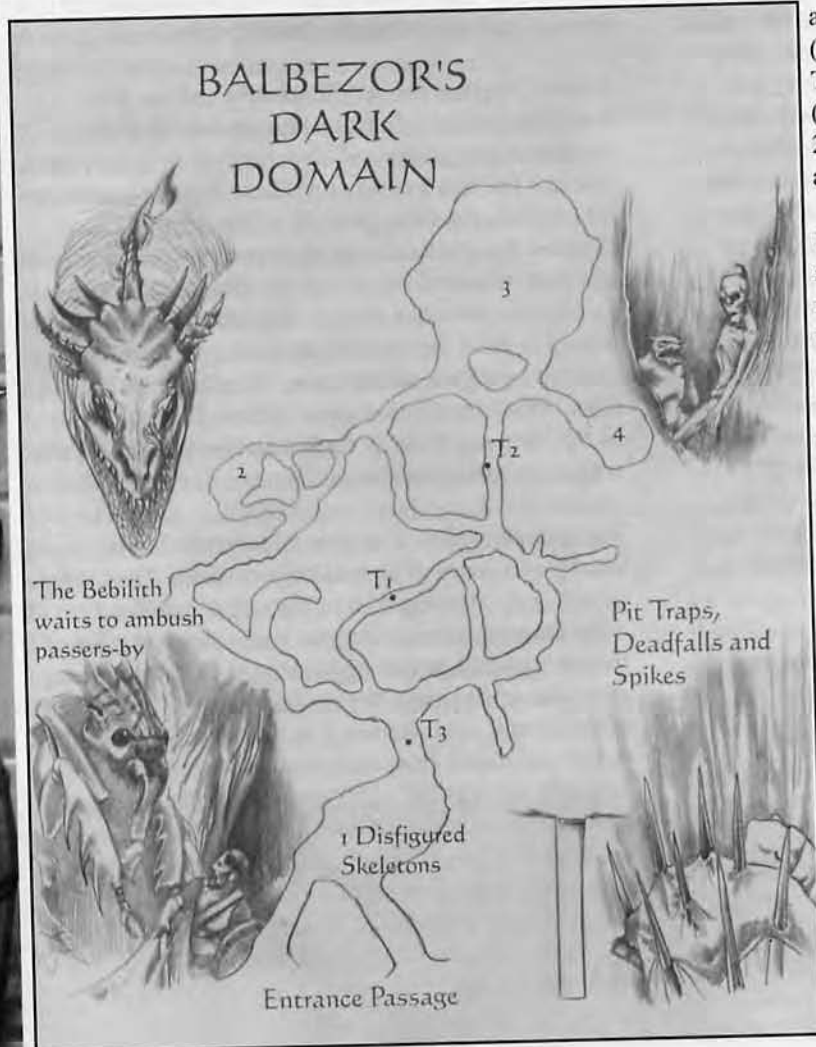 BALBEZOR'S
DARK
DOMAIN
3
4
2
T2
The Bebilith
waits to ambush
passers-by
T1
Pit Traps,
Deadfalls and
Spikes
T3
1 Disfigured
Skeletons
Entrance Passage